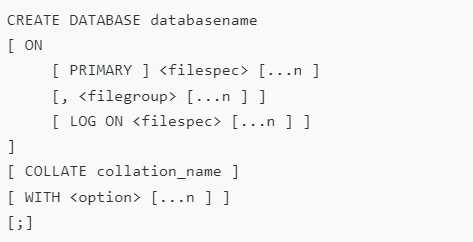 CREATE DATABASE databasename
[ ON
[ PRIMARY ] <filespec> [...n ]
[, <filegroup> [...n ] ]
[ LOG ON <filespec> [...n ] ]
]
[ COLLATE collation_name ]
[ WITH <option> [...n ] ]
[;]